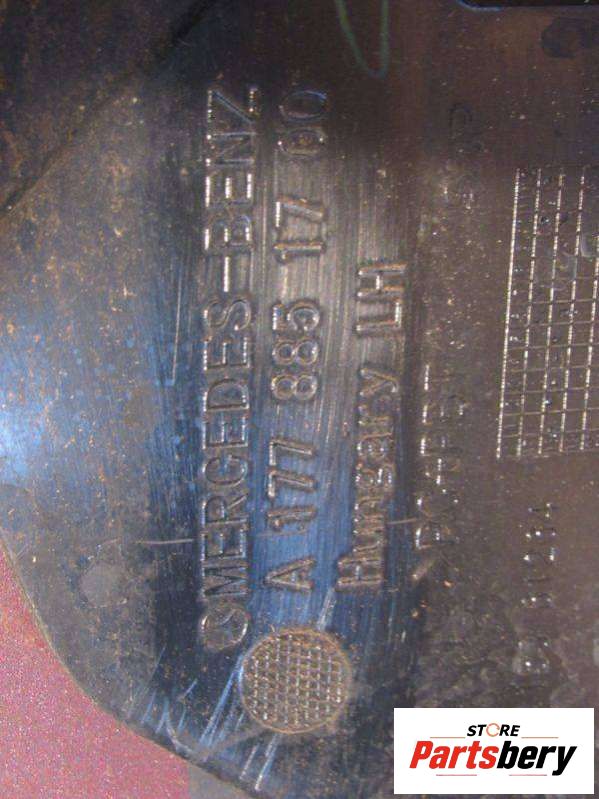 MERCEDES-BENZ
A 177 885 17 00
Hungary LH
STORE
Partsbery